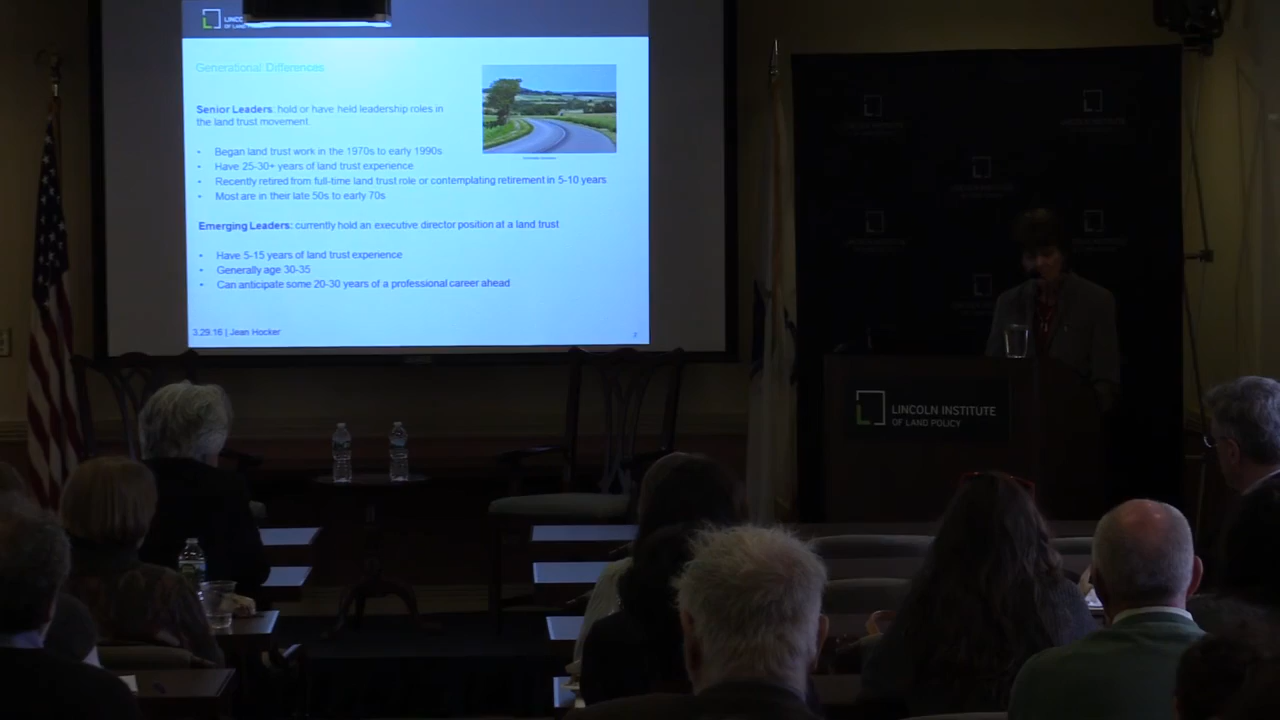 LINC
OF LAND
Generational Differences
Senior Leaders: hold or have held leadership roles in
the land trust movement
• Began land trust work in the 1970s to early 1990s
• Have 25-30+ years of land trust experience
• Recently retired from full-time land trust role or contemplating retirement in 5-10 years
• Most are in their late 50s to early 70s
Emerging Leaders: currently hold an executive director position at a land trust
• Have 5-15 years of land trust experience
• Generally age 30-35
• Can anticipate some 20-30 years of a professional career ahead
3.29.16 | Jean Hocker
LINCOLN INSTITUTE
OF LAND POLICY